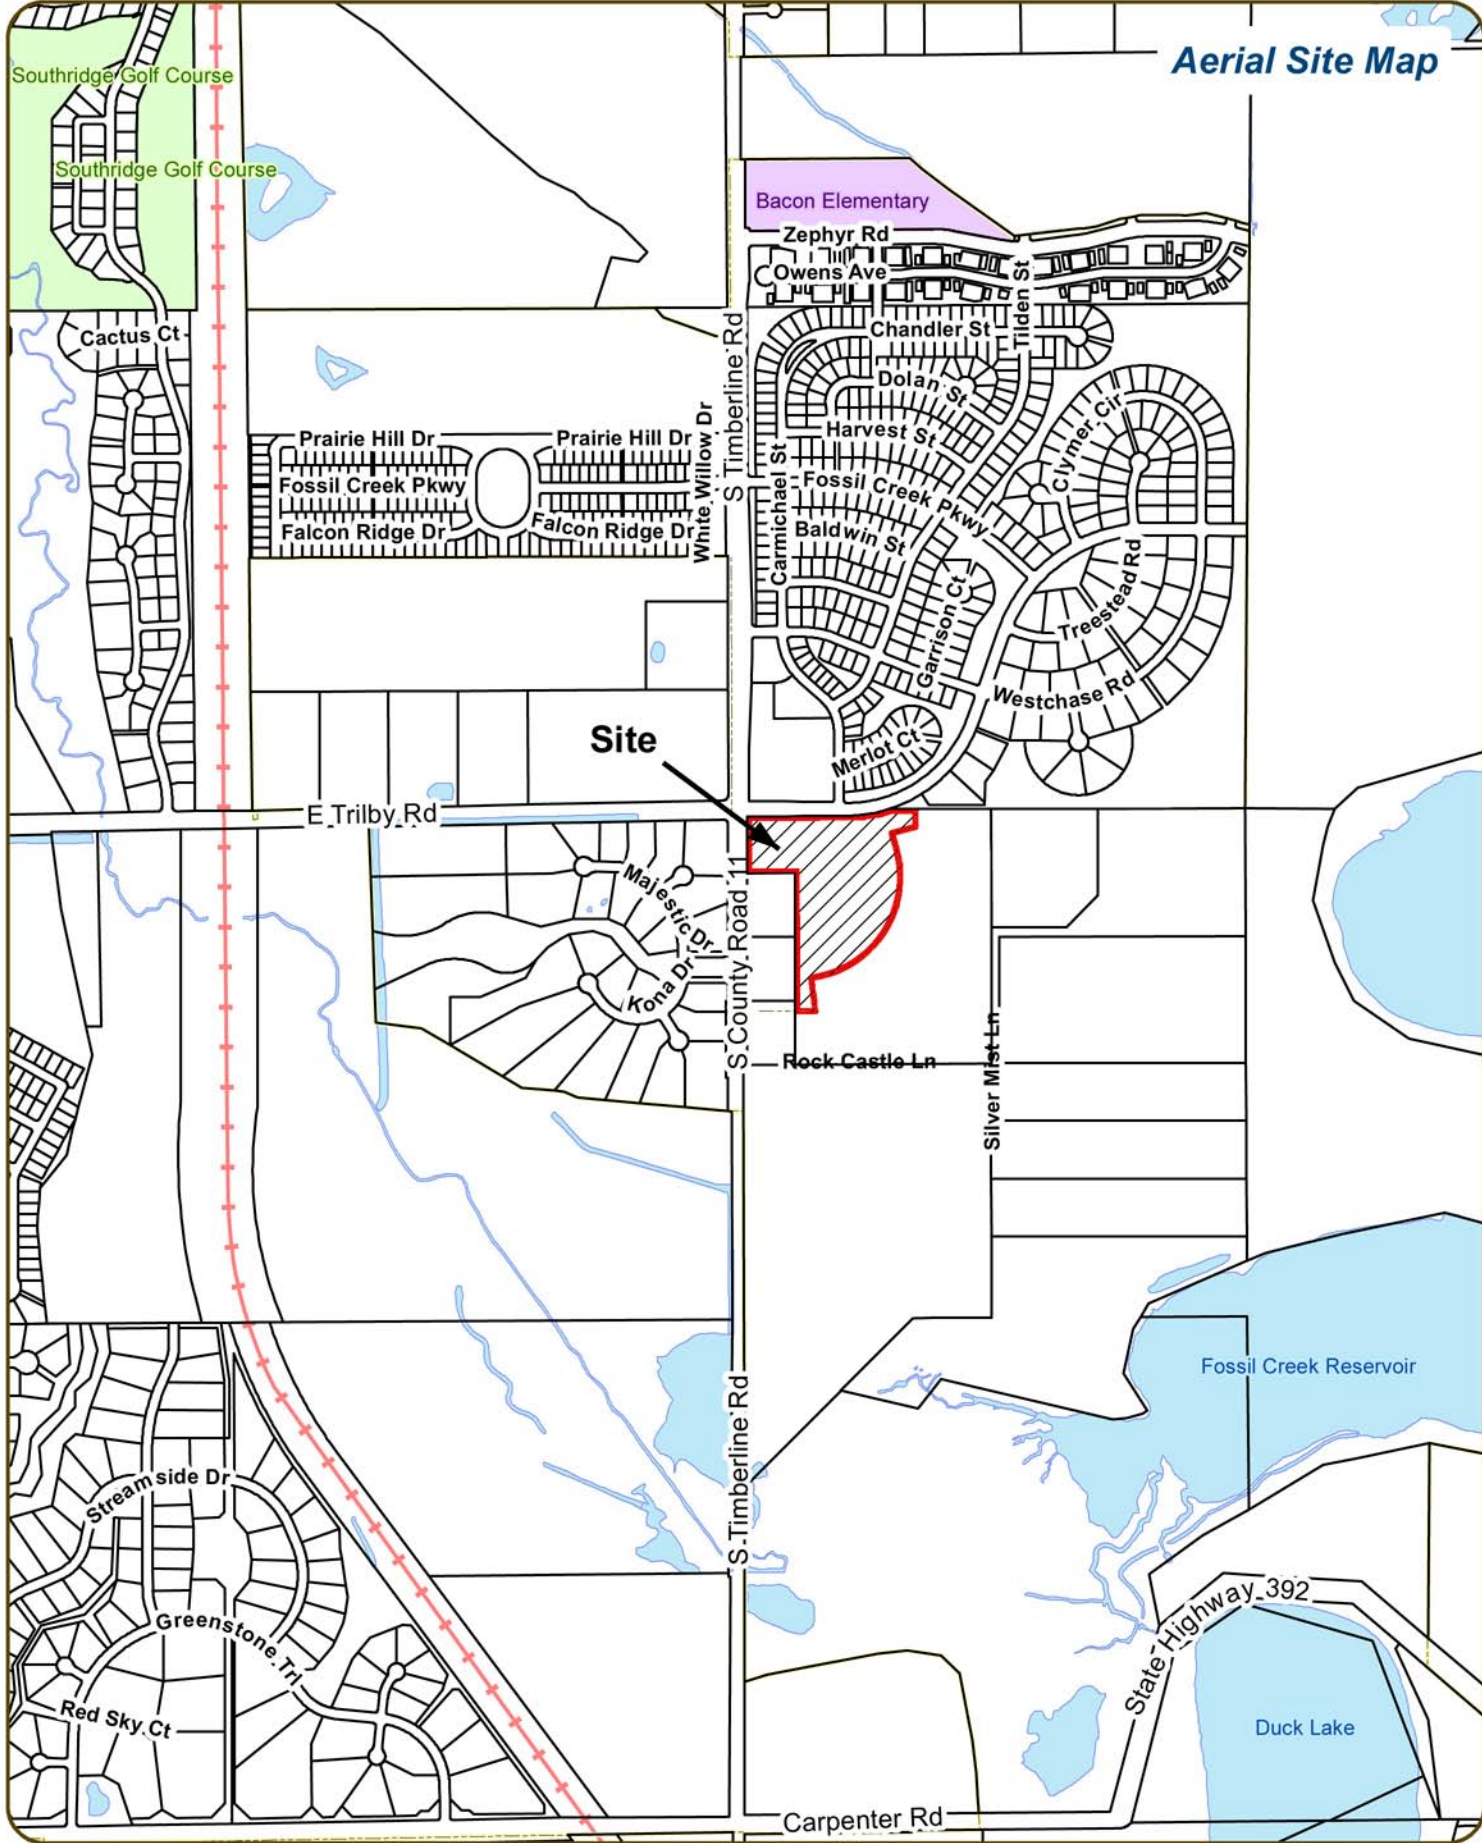 Aerial Site Map
Southridge Golf Course
Southridge Golf Course
Bacon Elementary
Zephyr Rd
Owens Ave
Tilden St
Chandler St
Cactus Ct
S Timberline Rd
Dolan St
Clymer Cir
Harvest St
Prairie Hill Dr
Prairie Hill Dr
White Willow Dr
Carmichael St
Fossil Creek Pkwy
Fossil Creek Pkwy
Falcon Ridge Dr
Falcon Ridge Dr
Baldwin St
Treestead Rd
Garrison Ct
Westchase Rd
Site
Merlot Ct
E Trilby Rd
Majestic Dr
S County Road 11
Kona Dr
Rock Castle Ln
Silver Mist Ln
Fossil Creek Reservoir
S Timberline Rd
Streamside Dr
State Highway 392
Greenstone Trl
Red Sky Ct
Duck Lake
Carpenter Rd